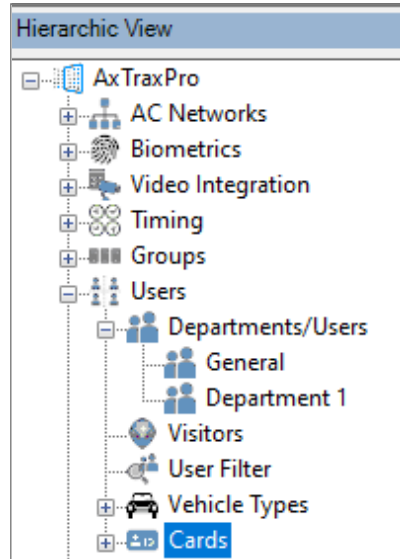 Hierarchic View
AxTraxPro
AC Networks
Biometrics
Video Integration
Timing
Groups
Users
Departments/Users
General
Department 1
Visitors
User Filter
Vehicle Types
Cards